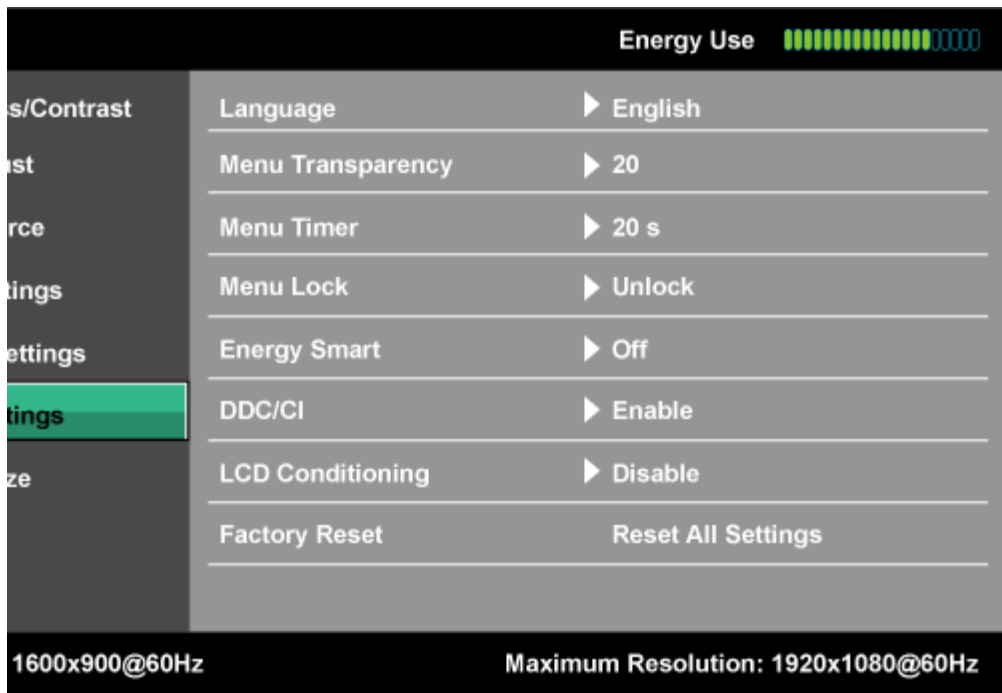 Energy Use
s/Contrast
Language English
Menu Transparency 20
rce
Menu Timer 20 s
tings
Menu Lock Unlock
ettings
Energy Smart Off
tings
DDC/CI Enable
ze
LCD Conditioning Disable
Factory Reset Reset All Settings
1600x900@60Hz Maximum Resolution: 1920x1080@60Hz